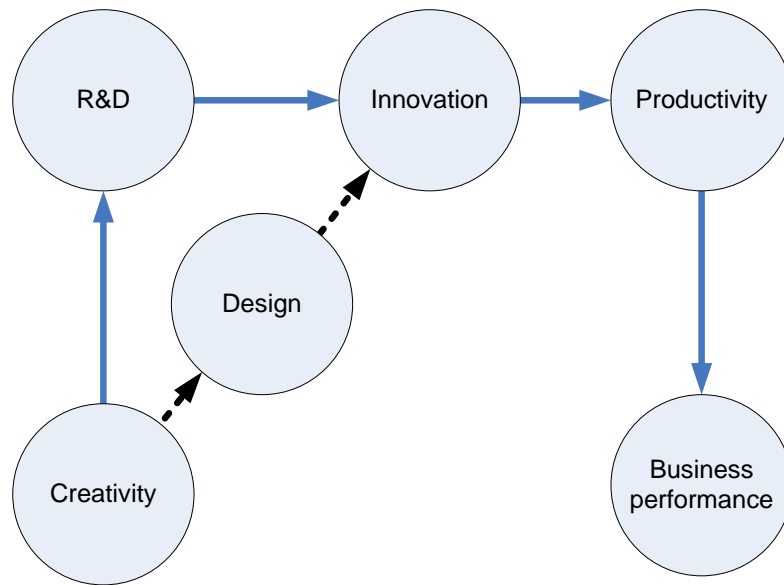 R&D
Innovation
Productivity
Design
Creativity
Business
performance